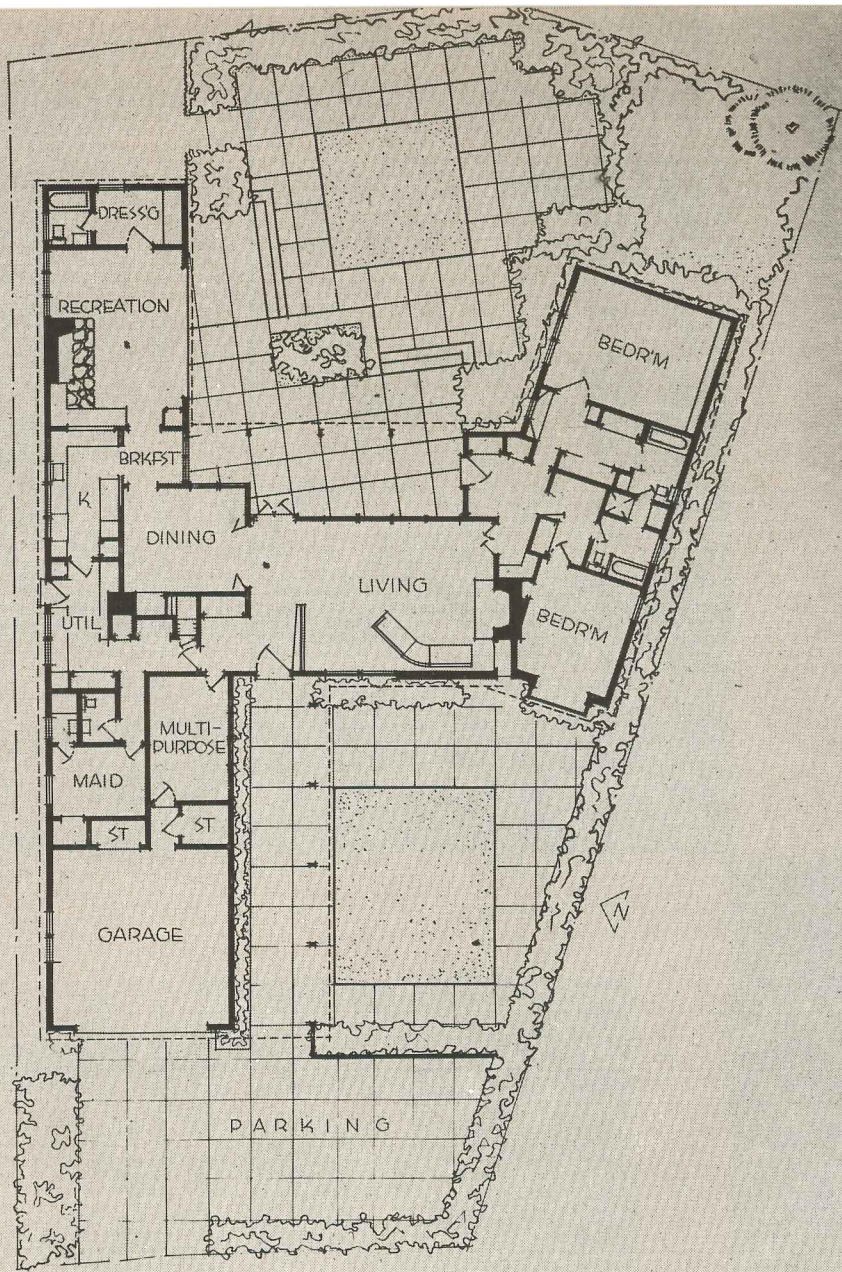 DRESS'G
RECREATION
BEDR'M
BRKFST
K
DINING
LIVING
UTIL
BEDR'M
MULTI-
PURPOSE
MAID
ST
ST
N
GARAGE
PARKING